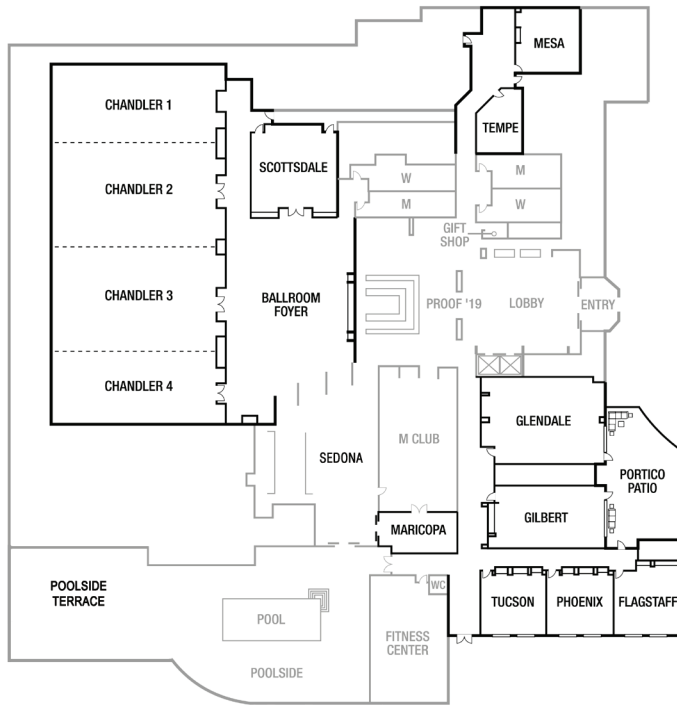 MESA
CHANDLER 1
TEMPE
SCOTTSDALE
M
W
CHANDLER 2
W
M
GIFT
SHOP
CHANDLER 3
BALLROOM
FOYER
PROOF '19
LOBBY
ENTRY
CHANDLER 4
GLENDALE
M CLUB
SEDONA
PORTICO
PATIO
GILBERT
MARICOPA
POOLSIDE
TERRACE
WC
TUCSON
PHOENIX
FLAGSTAFF
POOL
FITNESS
CENTER
POOLSIDE